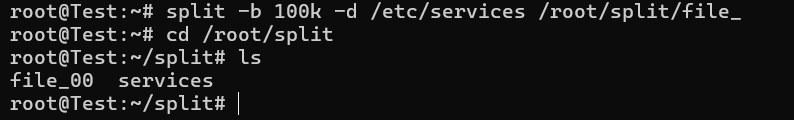 root@Test:~# split -b 100k -d /etc/services /root/split/file_
root@Test:~# cd /root/split
root@Test:~/split# ls
file_00  services
root@Test:~/split#